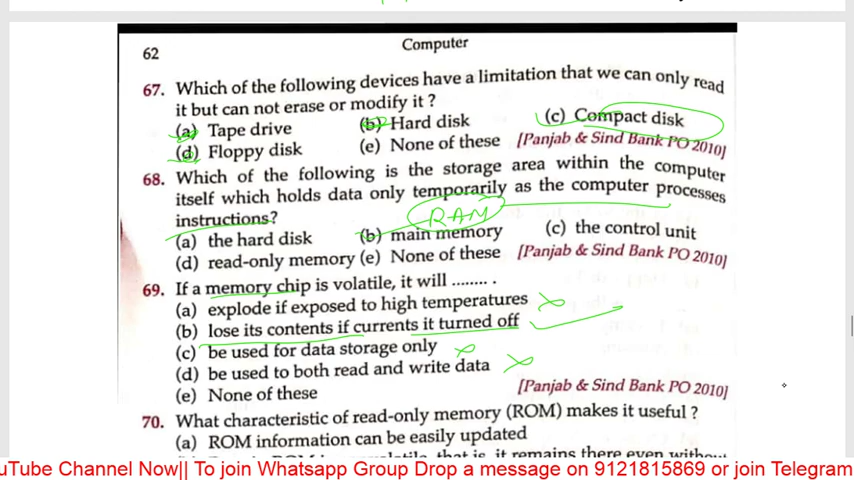 62
Computer
67. Which of the following devices have a limitation that we can only read
it but can not erase or modify it ?
(a) Tape drive (b) Hard disk (c) Compact disk
(d) Floppy disk (e) None of these [Panjab & Sind Bank PO 2010]
68. Which of the following is the storage area within the computer
itself which holds data only temporarily as the computer processes
instructions?
RAM
(a) the hard disk (b) main memory (c) the control unit
(d) read-only memory (e) None of these [Panjab & Sind Bank PO 2010]
69. If a memory chip is volatile, it will ........ .
(a) explode if exposed to high temperatures
(b) lose its contents if currents it turned off
(c) be used for data storage only
(d) be used to both read and write data
(e) None of these [Panjab & Sind Bank PO 2010]
70. What characteristic of read-only memory (ROM) makes it useful ?
(a) ROM information can be easily updated
that is, it remains there even
uTube Channel Now|| To join Whatsapp Group Drop a message on 9121815869 or join Telegram